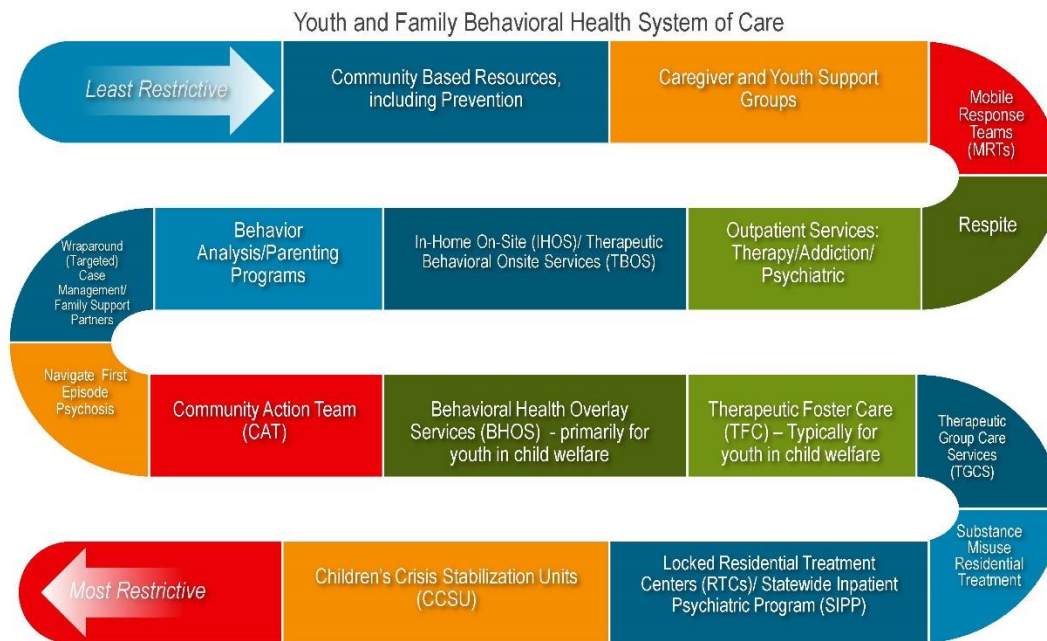 Youth and Family Behavioral Health System of Care
Least Restrictive
Community Based Resources,
including Prevention
Caregiver and Youth Support
Groups
Mobile
Response
Teams
(MRTs)
Respite
Outpatient Services:
Therapy/Addiction/
Psychiatric
In-Home On-Site (IHOS)/ Therapeutic
Behavioral Onsite Services (TBOS)
Behavior
Analysis/Parenting
Programs
Wraparound
(Targeted)
Case
Management/
Family Support
Partners
Navigate First
Episode
Psychosis
Community Action Team
(CAT)
Behavioral Health Overlay
Services (BHOS) - primarily for
youth in child welfare
Therapeutic Foster Care
(TFC) – Typically for
youth in child welfare
Therapeutic
Group Care
Services
(TGCS)
Substance
Misuse
Residential
Treatment
Locked Residential Treatment
Centers (RTCs)/ Statewide Inpatient
Psychiatric Program (SIPP)
Children's Crisis Stabilization Units
(CCSU)
Most Restrictive